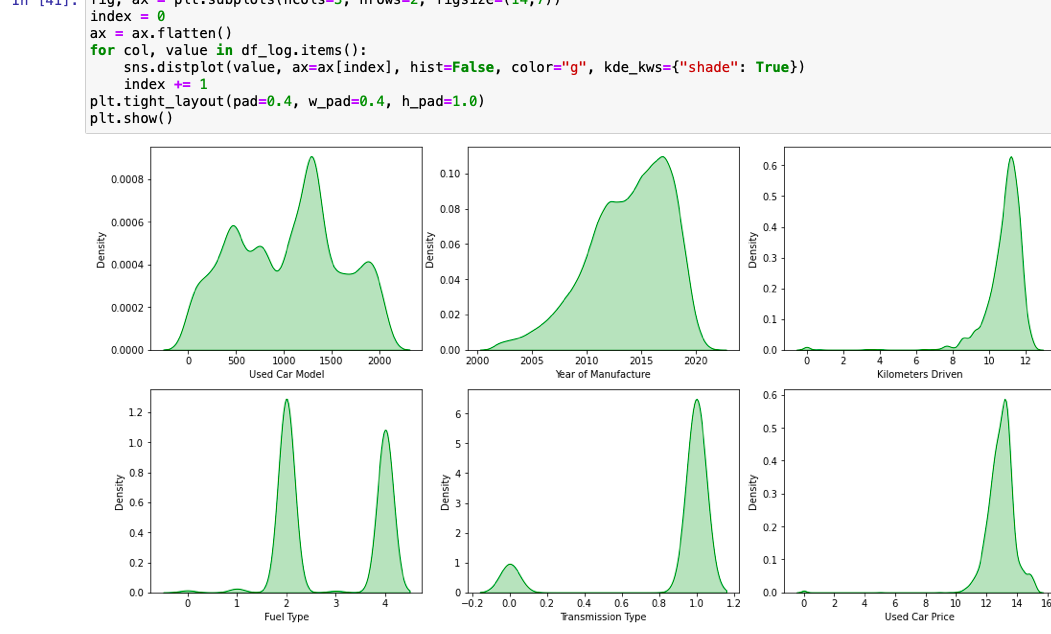 In [41]: fig, ax = plt.subplots(ncols=3, nrows=2, figsize=(14,7))
index = 0
ax = ax.flatten()
for col, value in df_log.items():
    sns.distplot(value, ax=ax[index], hist=False, color="g", kde_kws={"shade": True})
    index += 1
plt.tight_layout(pad=0.4, w_pad=0.4, h_pad=1.0)
plt.show()
Density
0.0008
0.0006
0.0004
0.0002
0.0000
0 500 1000 1500 2000
Used Car Model
Density
0.10
0.08
0.06
0.04
0.02
0.00
2000 2005 2010 2015 2020
Year of Manufacture
Density
0.6
0.5
0.4
0.3
0.2
0.1
0.0
0 2 4 6 8 10 12
Kilometers Driven
Density
1.2
1.0
0.8
0.6
0.4
0.2
0.0
0 1 2 3 4
Fuel Type
Density
6
5
4
3
2
1
0
−0.2 0.0 0.2 0.4 0.6 0.8 1.0 1.2
Transmission Type
Density
0.6
0.5
0.4
0.3
0.2
0.1
0.0
0 2 4 6 8 10 12 14 16
Used Car Price